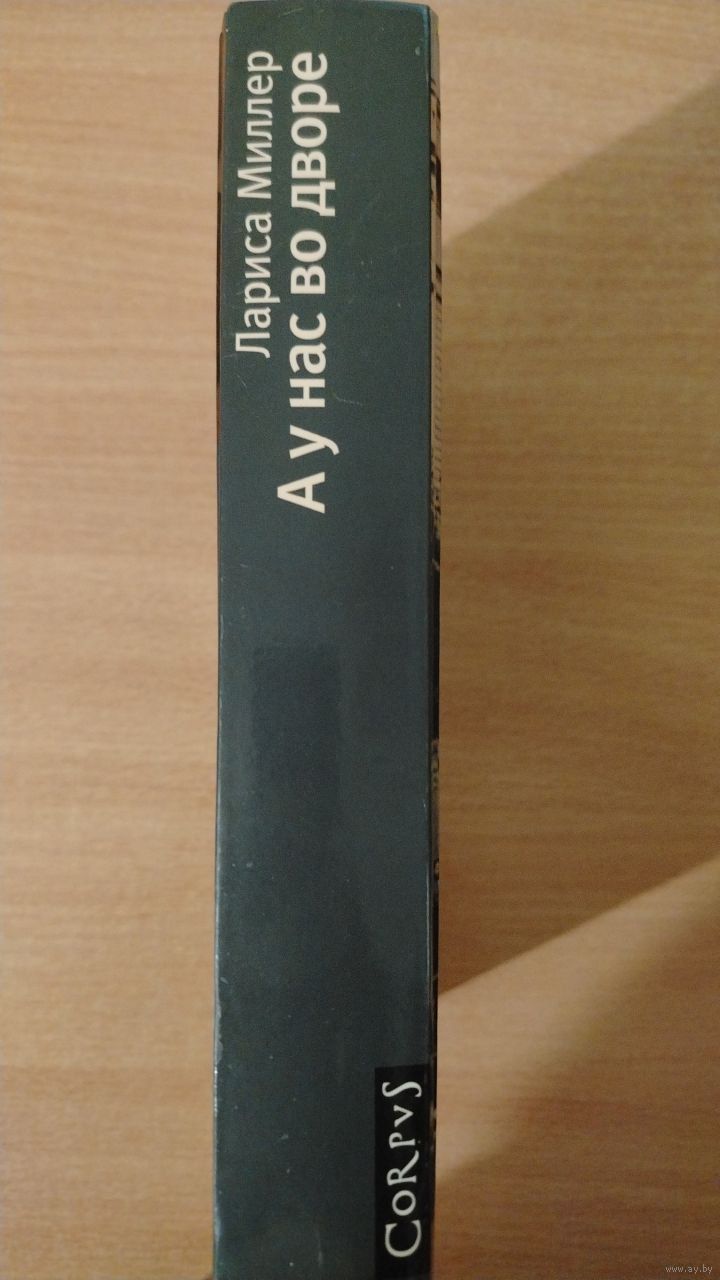 Лариса Миллер
А у нас во дворе
CORPVS
www.ay.by